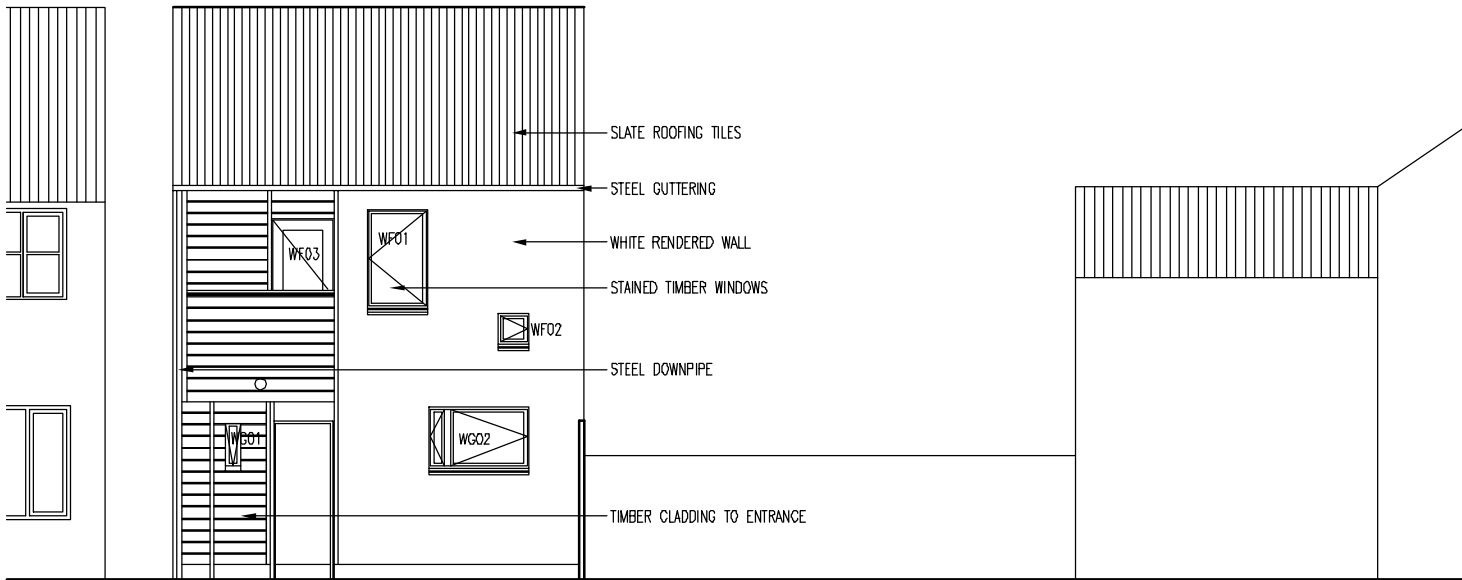 SLATE ROOFING TILES
STEEL GUTTERING
WF01
WHITE RENDERED WALL
WF03
STAINED TIMBER WINDOWS
WF02
STEEL DOWNPIPE
WG01
WG02
TIMBER CLADDING TO ENTRANCE